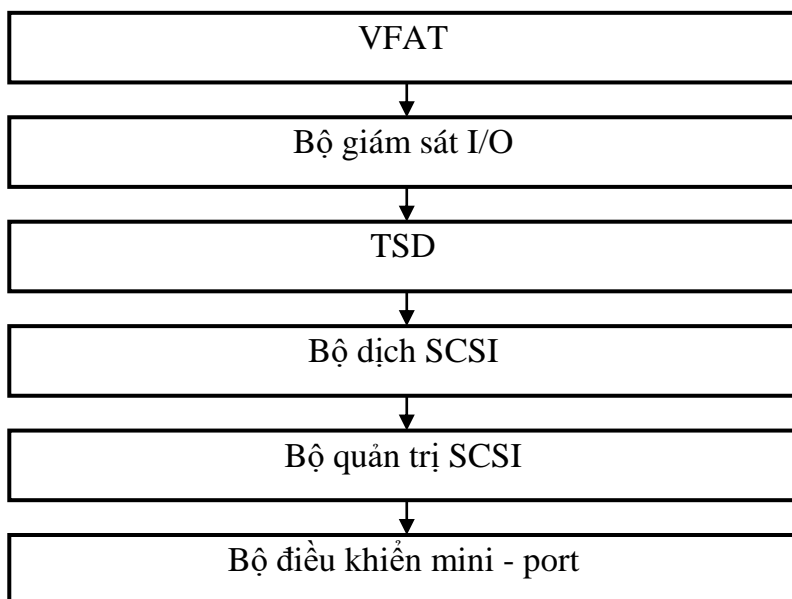 VFAT
Bộ giám sát I/O
TSD
Bộ dịch SCSI
Bộ quản trị SCSI
Bộ điều khiển mini - port